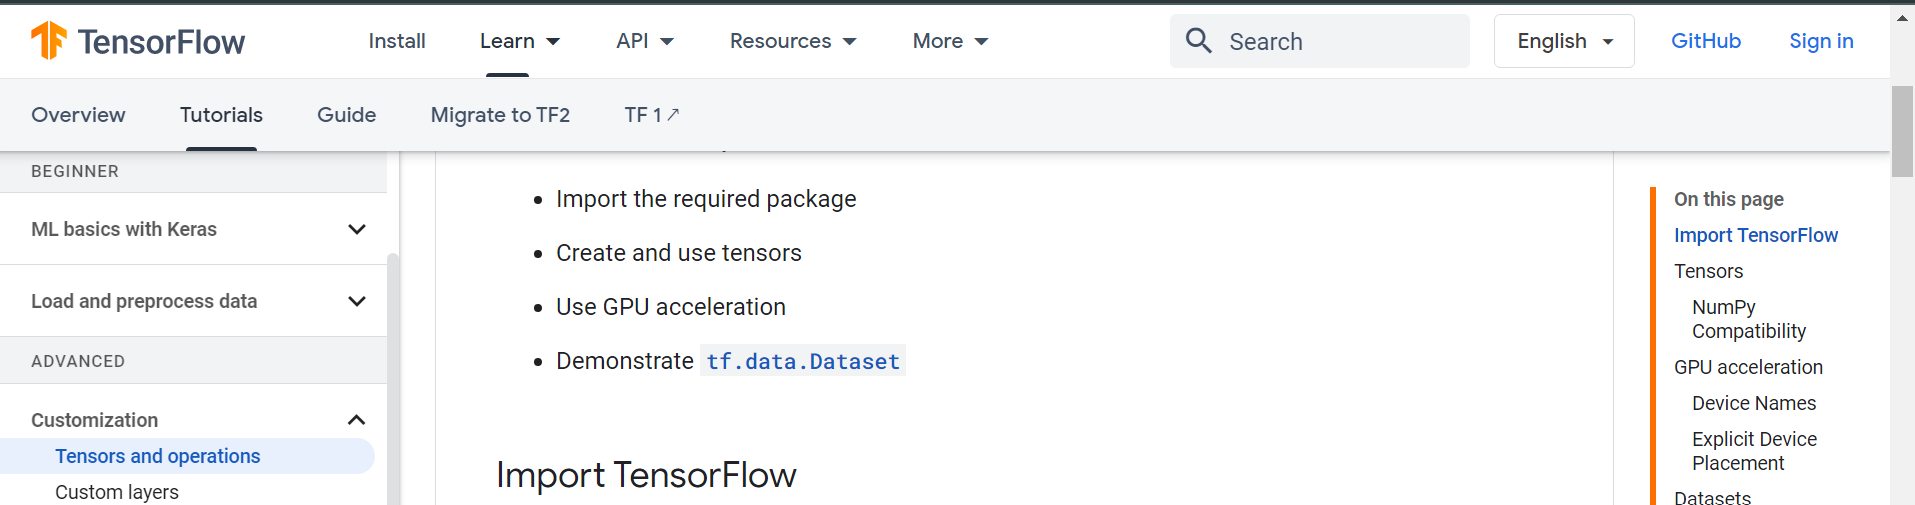 TensorFlow
Install
Learn
API
Resources
More
Search
English
GitHub
Sign in
Overview
Tutorials
Guide
Migrate to TF2
TF 1↗
BEGINNER
ML basics with Keras
Load and preprocess data
ADVANCED
Customization
Tensors and operations
Custom layers
• Import the required package
• Create and use tensors
• Use GPU acceleration
• Demonstrate tf.data.Dataset
Import TensorFlow
On this page
Import TensorFlow
Tensors
NumPy
Compatibility
GPU acceleration
Device Names
Explicit Device
Placement
Datasets